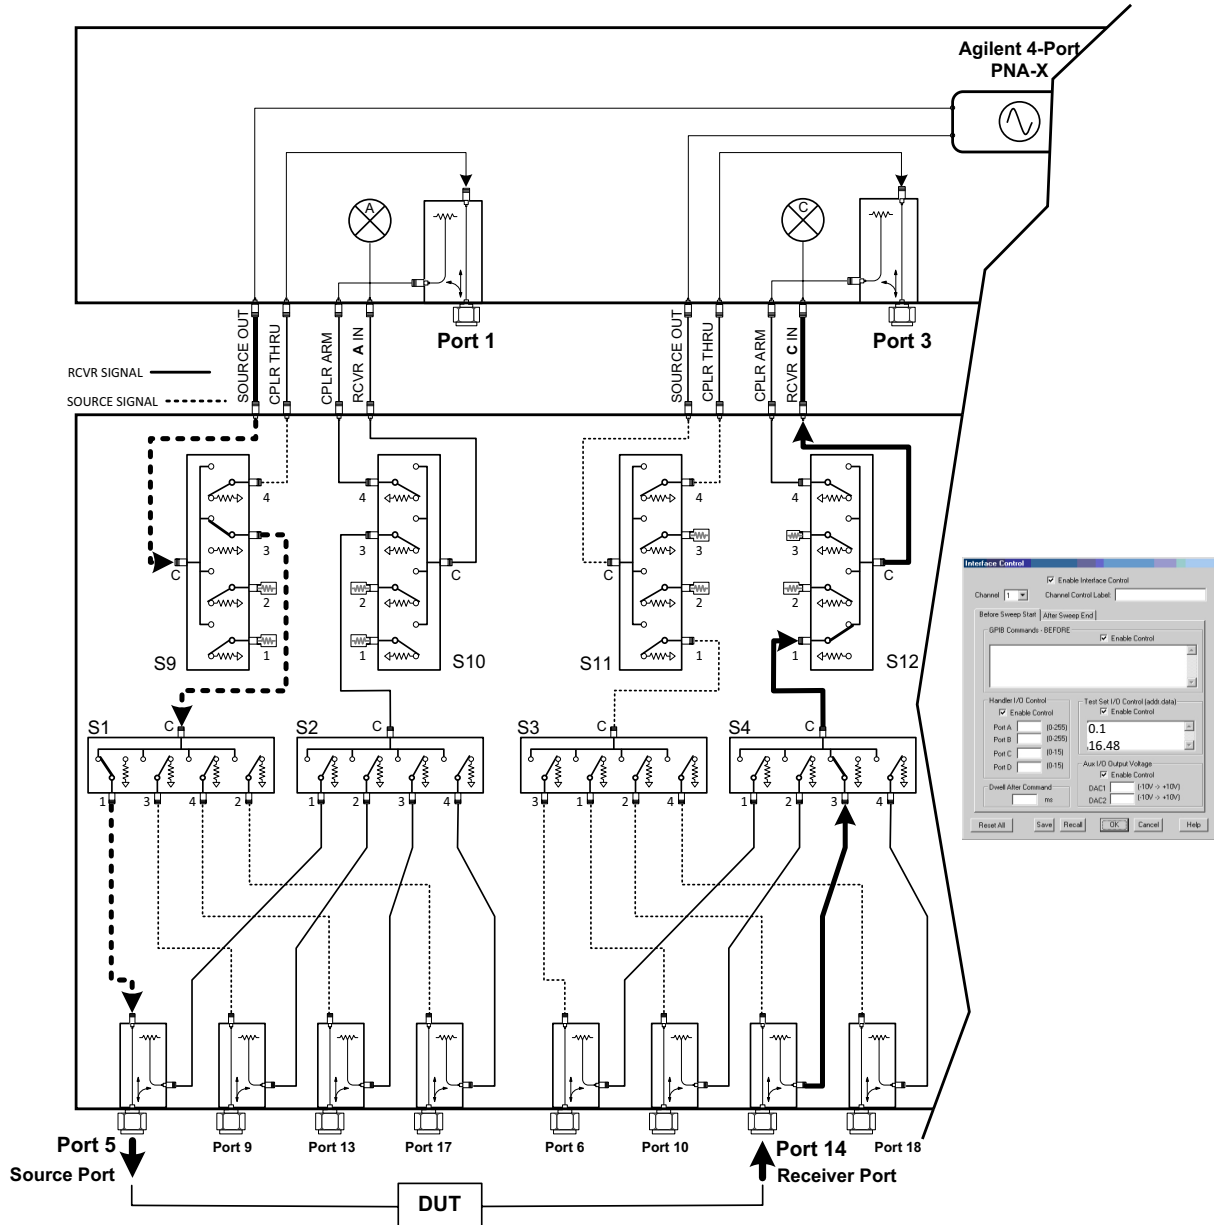 Agilent 4-Port
PNA-X
A
C
Port 1
Port 3
SOURCE OUT
CPLR THRU
CPLR ARM
RCVR A IN
SOURCE OUT
CPLR THRU
CPLR ARM
RCVR C IN
RCVR SIGNAL
SOURCE SIGNAL
4
3
C
2
1
S9
4
3
C
2
1
S10
4
3
C
2
1
S11
4
3
C
2
1
S12
S1
C
1
3
4
2
S2
C
1
2
3
4
S3
C
3
1
2
4
S4
C
1
2
3
4
Port 5
Port 9
Port 13
Port 17
Port 6
Port 10
Port 14
Port 18
Source Port
Receiver Port
DUT
Interface Control
Enable Interface Control
Channel 1
Channel Control Label:
Before Sweep Start
After Sweep End
GPIB Commands - BEFORE
Enable Control
Handler I/O Control
Enable Control
Port A (0-255)
Port B (0-255)
Port C (0-15)
Port D (0-15)
Test Set I/O Control (addr.data)
Enable Control
0.1
16.48
Aux I/O Output Voltage
Enable Control
DAC1 (-10V -> +10V)
DAC2 (-10V -> +10V)
Dwell After Command
ms
Reset All
Save
Recall
OK
Cancel
Help